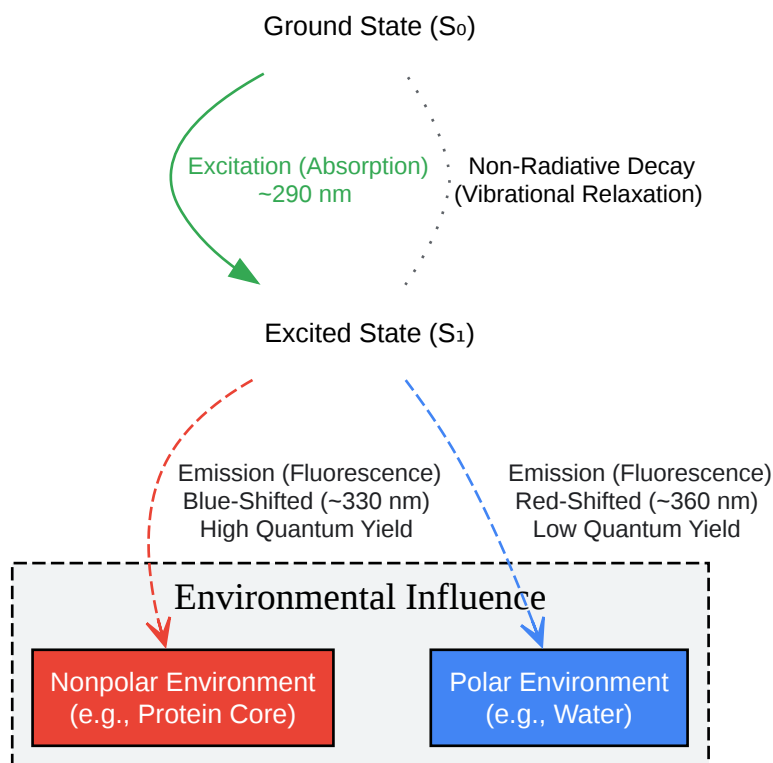 Ground State (S₀)
Excitation (Absorption)
~290 nm
Non-Radiative Decay
(Vibrational Relaxation)
Excited State (S₁)
Emission (Fluorescence)
Blue-Shifted (~330 nm)
High Quantum Yield
Emission (Fluorescence)
Red-Shifted (~360 nm)
Low Quantum Yield
Environmental Influence
Nonpolar Environment
(e.g., Protein Core)
Polar Environment
(e.g., Water)